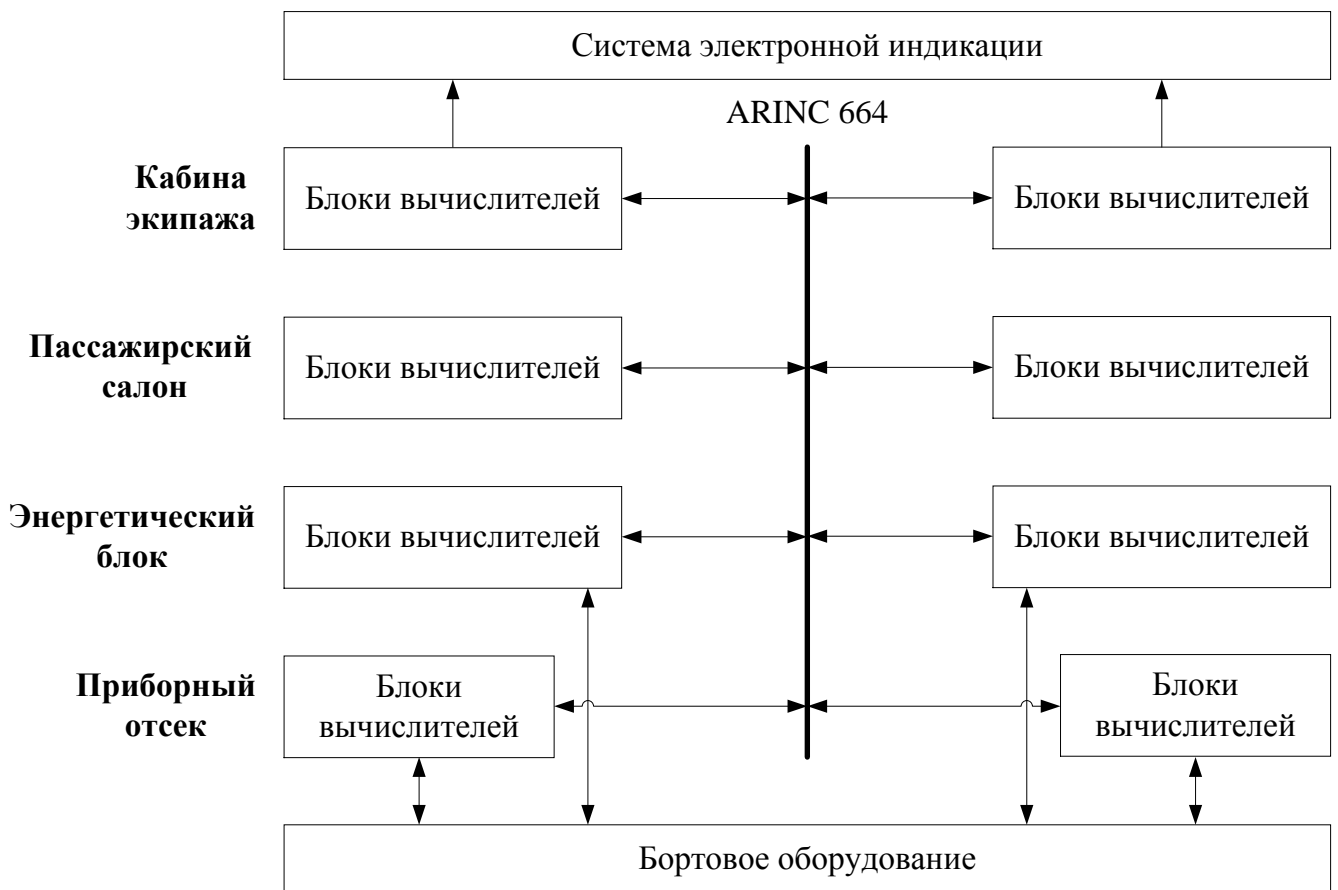 Система электронной индикации
ARINC 664
Кабина
экипажа
Блоки вычислителей
Блоки вычислителей
Пассажирский
салон
Блоки вычислителей
Блоки вычислителей
Энергетический
блок
Блоки вычислителей
Блоки вычислителей
Приборный
отсек
Блоки
вычислителей
Блоки
вычислителей
Бортовое оборудование